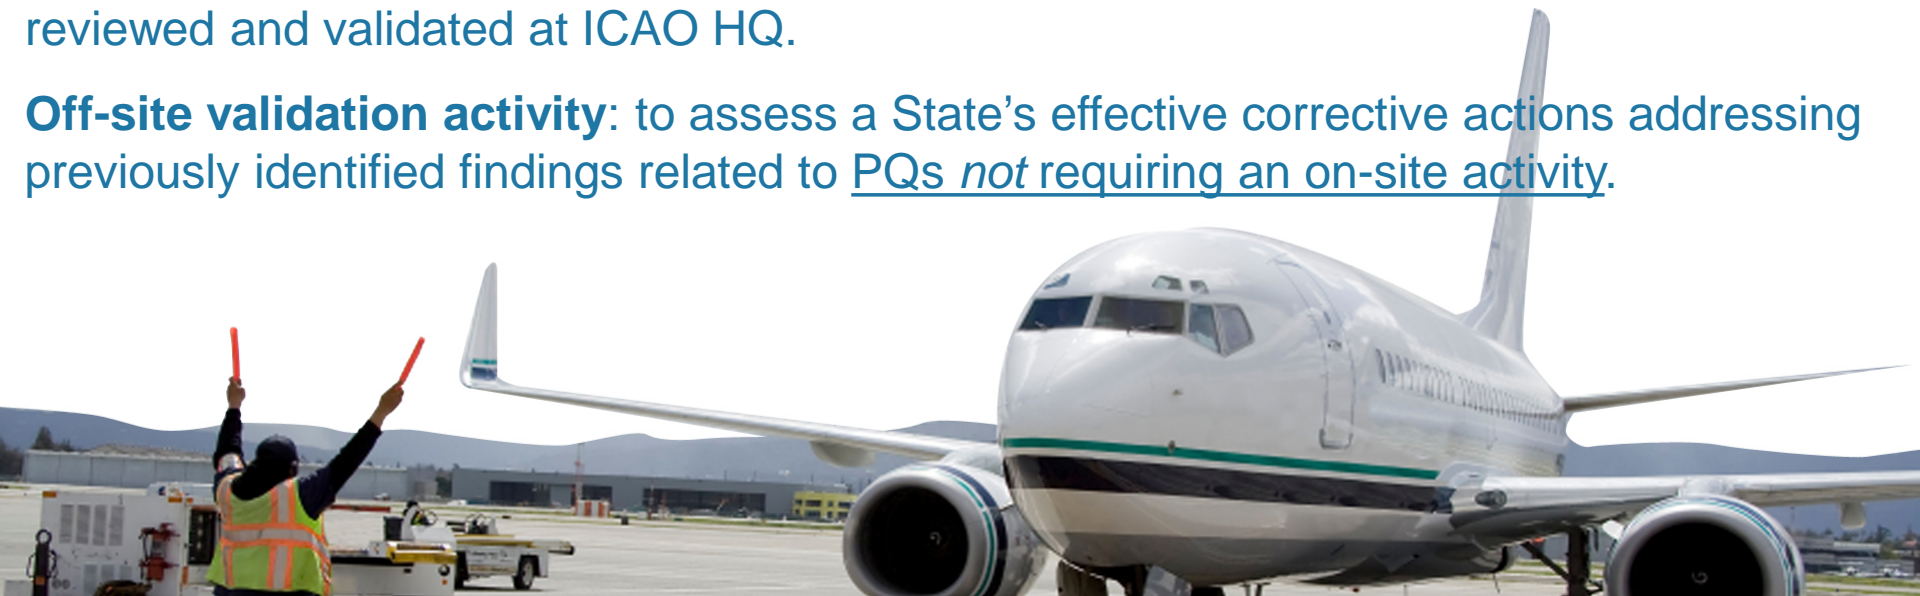 reviewed and validated at ICAO HQ.
Off-site validation activity: to assess a State’s effective corrective actions addressing
previously identified findings related to PQs not requiring an on-site activity.